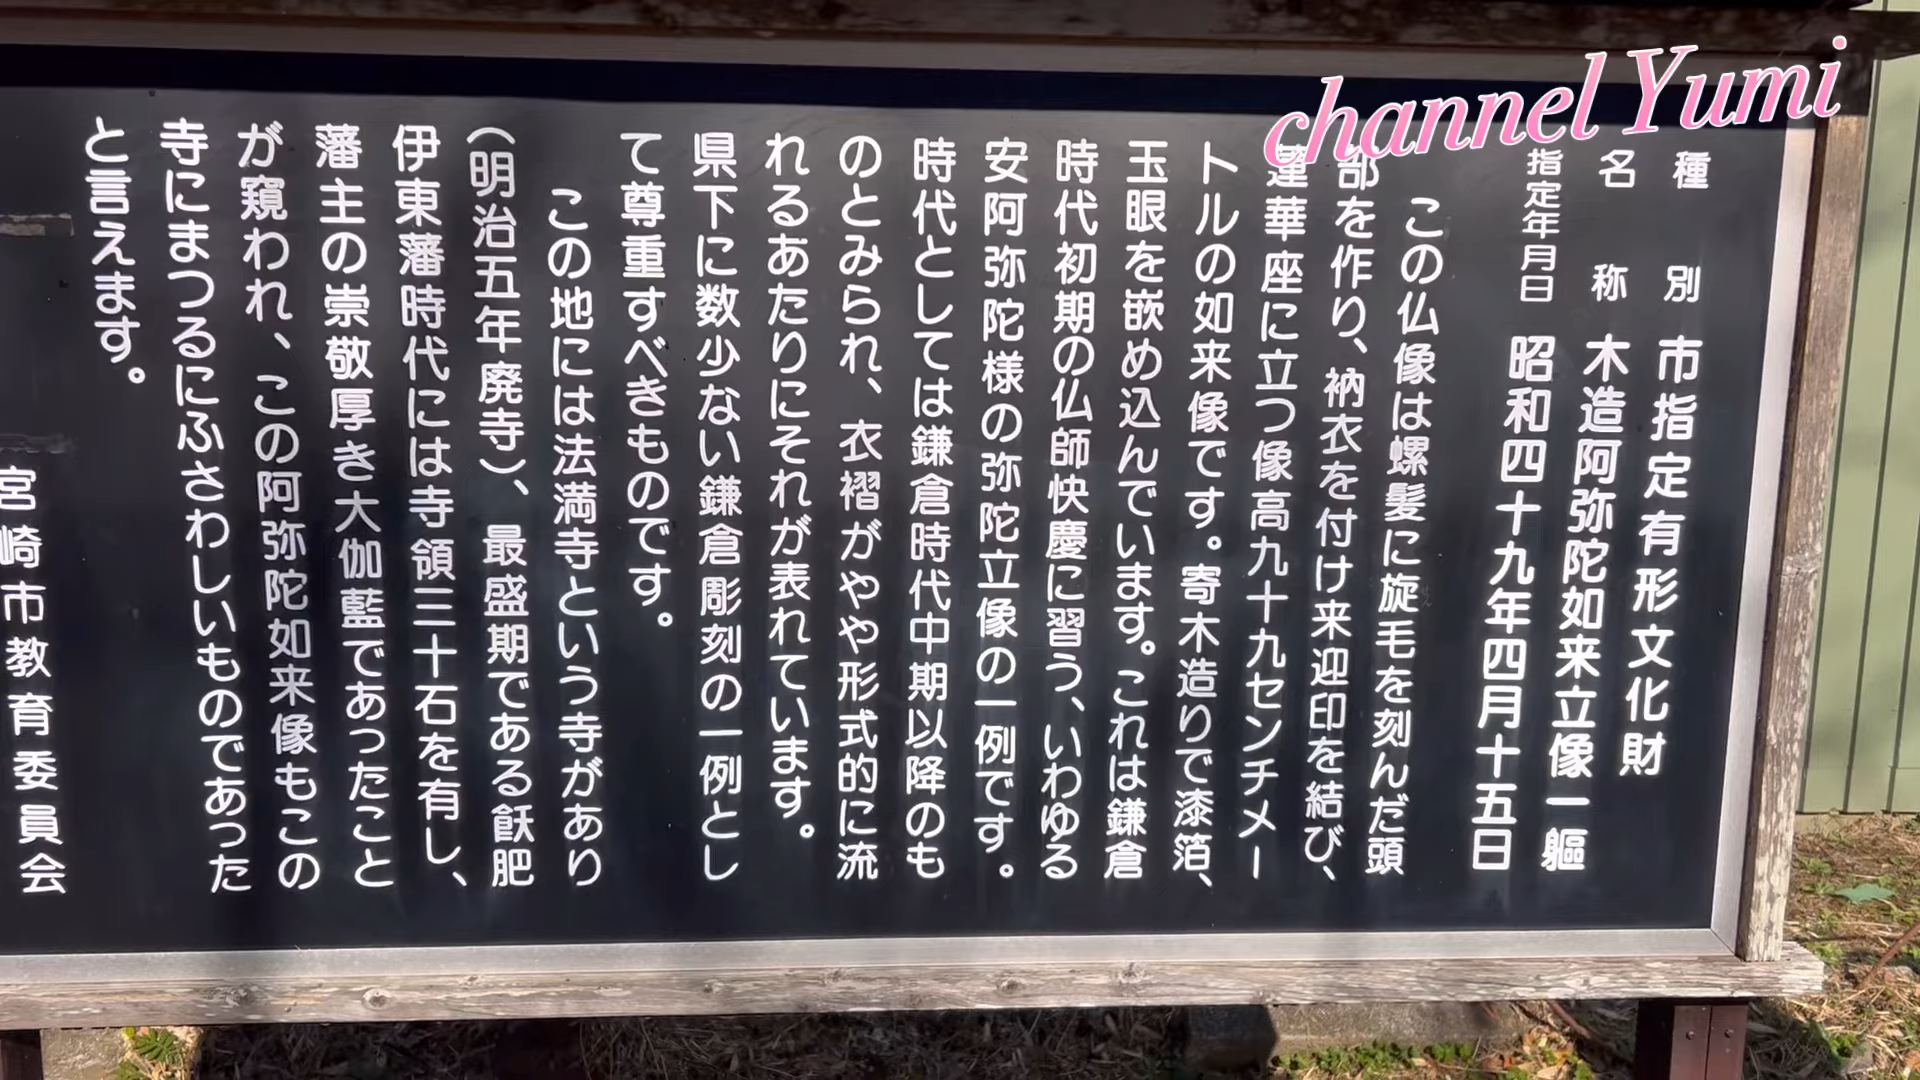 channel Yumi
種別 市指定有形文化財
名称 木造阿弥陀如来立像一軀
指定年月日 昭和四十九年四月十五日
この仏像は螺髪に旋毛を刻んだ頭
部を作り、衲衣を付け来迎印を結び、
蓮華座に立つ像高九十九センチメー
トルの如来像です。寄木造りで漆箔、
玉眼を嵌め込んでいます。これは鎌倉
時代初期の仏師快慶に習う、いわゆる
安阿弥陀様の弥陀立像の一例です。
時代としては鎌倉時代中期以降のも
のとみられ、衣褶がやや形式的に流
れるあたりにそれが表れています。
県下に数少ない鎌倉彫刻の一例とし
て尊重すべきものです。
この地には法満寺という寺があり
（明治五年廃寺）、最盛期である飫肥
伊東藩時代には寺領三十石を有し、
藩主の崇敬厚き大伽藍であったこと
が窺われ、この阿弥陀如来像もこの
寺にまつるにふさわしいものであった
と言えます。
宮崎市教育委員会